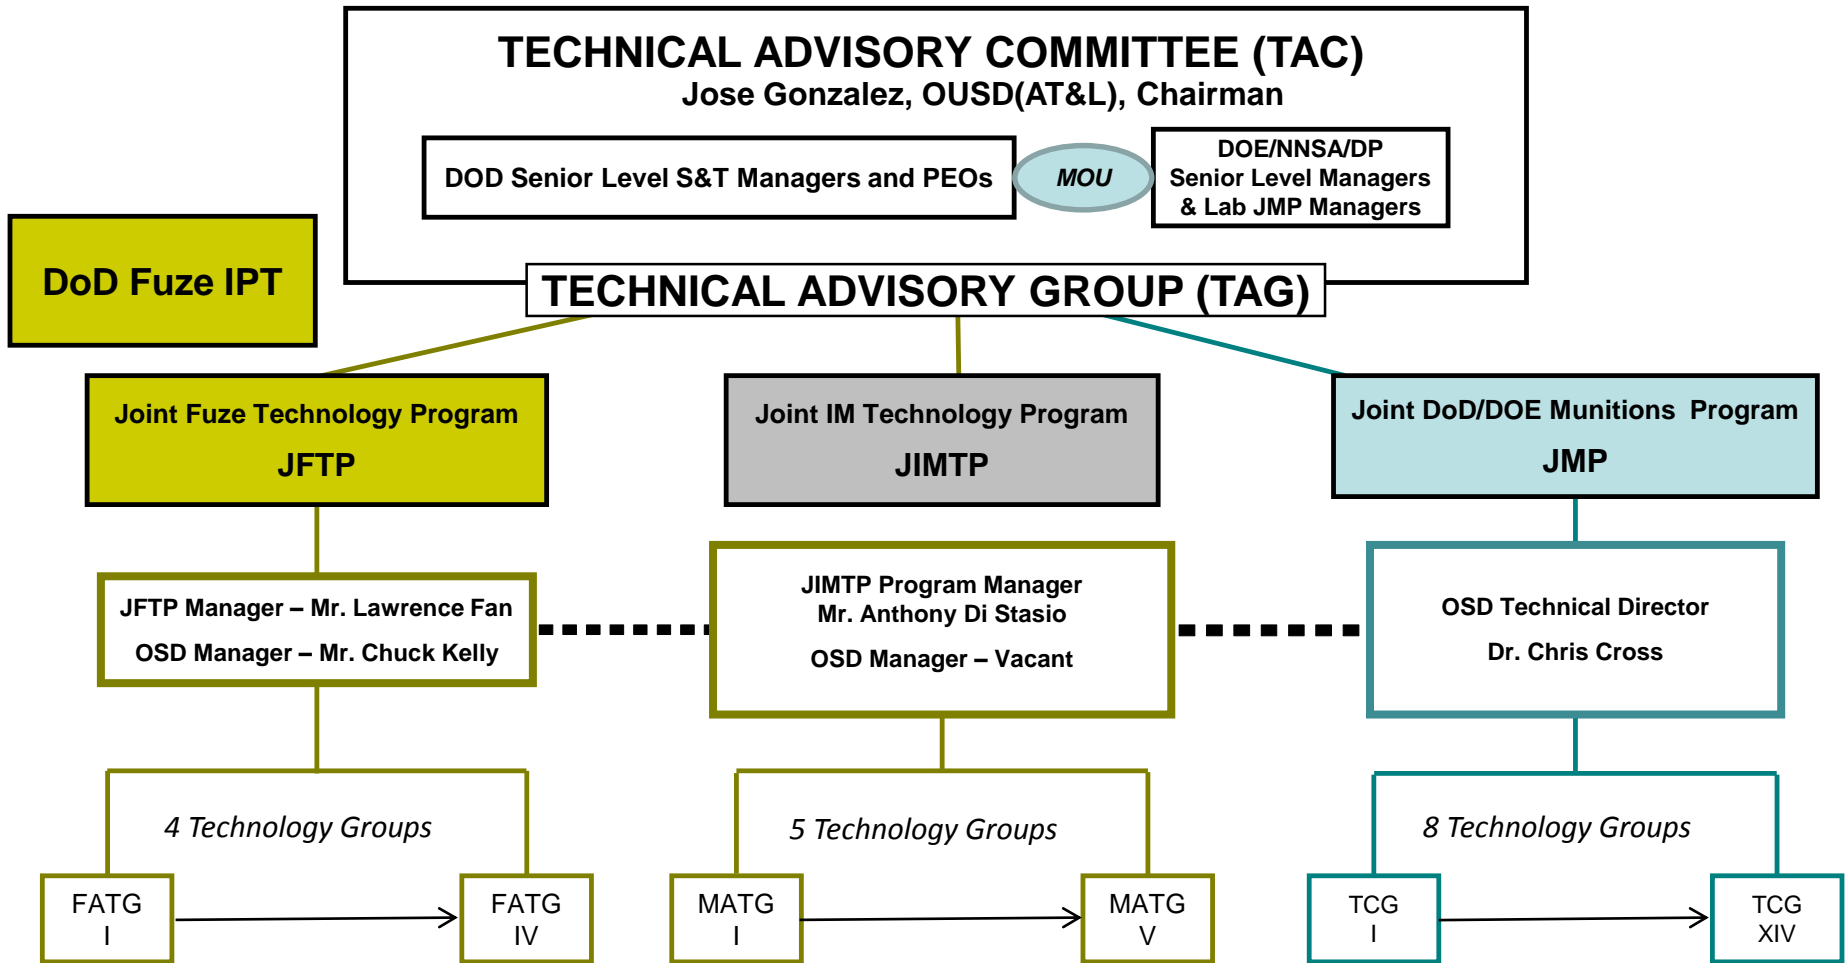 TECHNICAL ADVISORY COMMITTEE (TAC)
Jose Gonzalez, OUSD(AT&L), Chairman
DOD Senior Level S&T Managers and PEOs
MOU
DOE/NNSA/DP
Senior Level Managers
& Lab JMP Managers
DoD Fuze IPT
TECHNICAL ADVISORY GROUP (TAG)
Joint Fuze Technology Program
JFTP
Joint IM Technology Program
JIMTP
Joint DoD/DOE Munitions  Program
JMP
JFTP Manager – Mr. Lawrence Fan
OSD Manager – Mr. Chuck Kelly
JIMTP Program Manager
Mr. Anthony Di Stasio
OSD Manager – Vacant
OSD Technical Director
Dr. Chris Cross
4 Technology Groups
5 Technology Groups
8 Technology Groups
FATG
I
FATG
IV
MATG
I
MATG
V
TCG
I
TCG
XIV